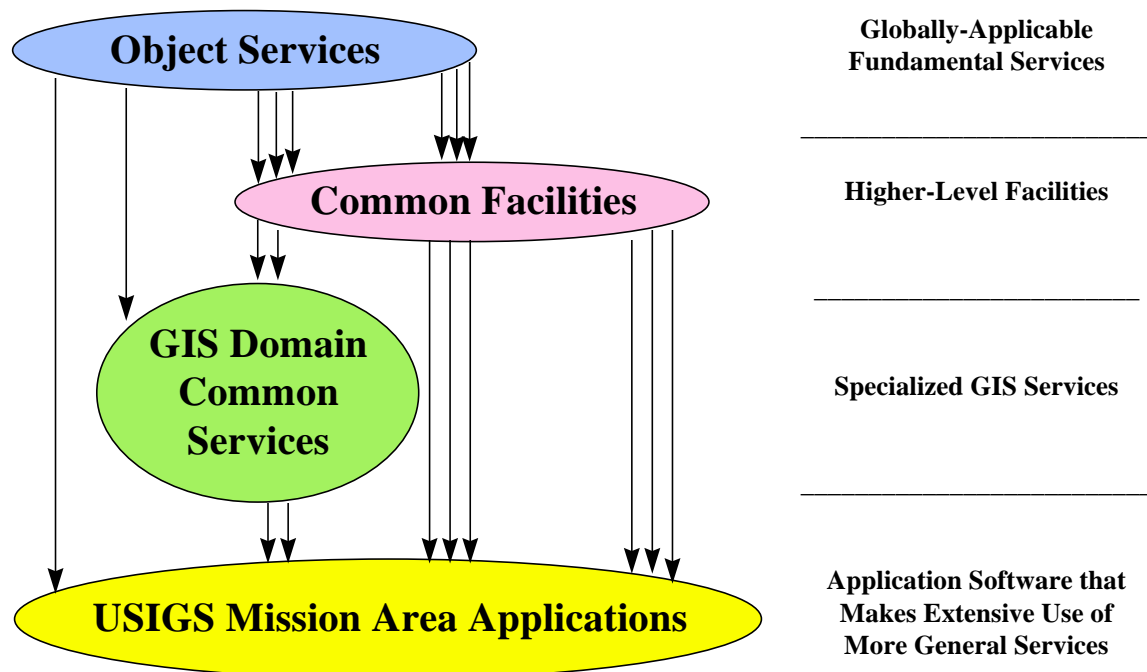 Object Services
Globally-Applicable
Fundamental Services
Common Facilities
Higher-Level Facilities
GIS Domain
Common
Services
Specialized GIS Services
USIGS Mission Area Applications
Application Software that
Makes Extensive Use of
More General Services